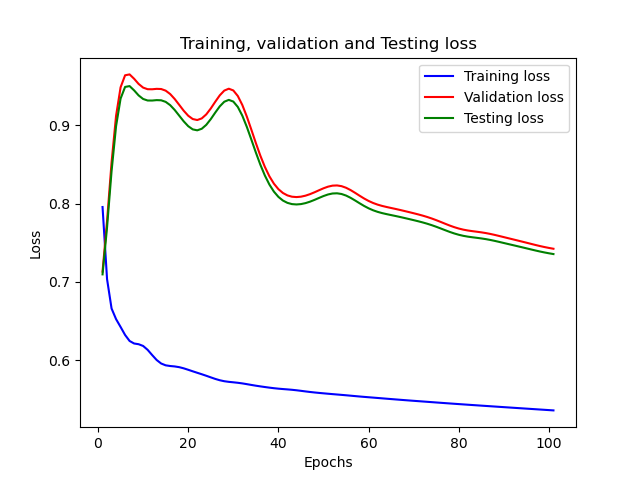 Training, validation and Testing loss
Training loss
Validation loss
Testing loss
Loss
0.9
0.8
0.7
0.6
0
20
40
60
80
100
Epochs